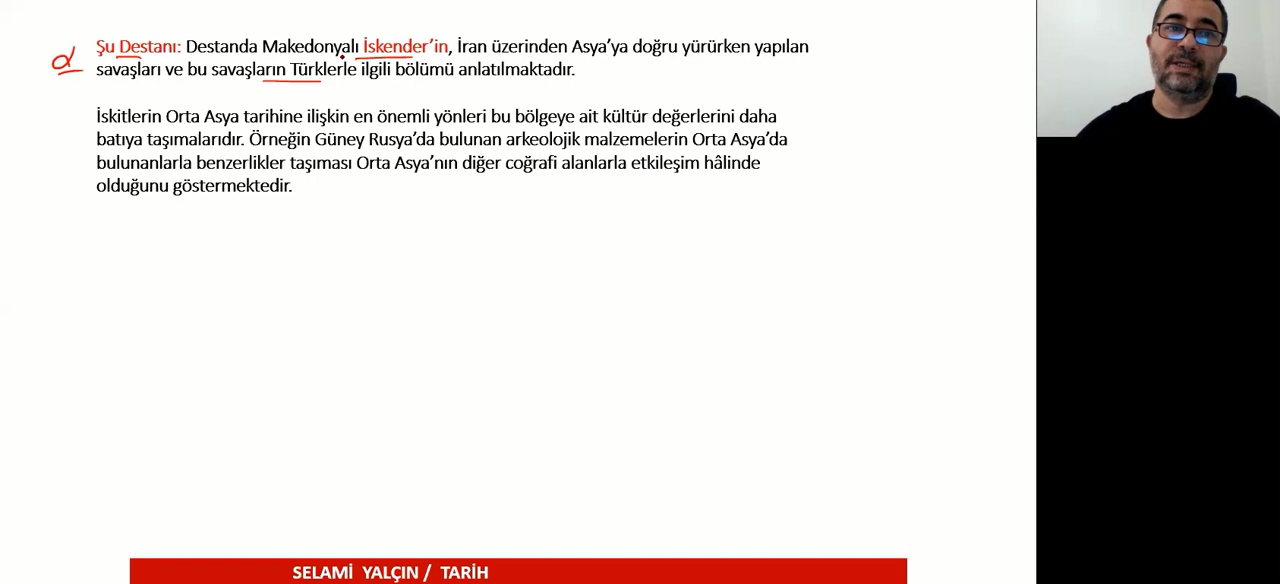 Şu Destanı: Destanda Makedonyalı İskender'in, İran üzerinden Asya'ya doğru yürürken yapılan
savaşları ve bu savaşların Türklerle ilgili bölümü anlatılmaktadır.
İskitlerin Orta Asya tarihine ilişkin en önemli yönleri bu bölgeye ait kültür değerlerini daha
batıya taşımalarıdır. Örneğin Güney Rusya'da bulunan arkeolojik malzemelerin Orta Asya'da
bulunanlarla benzerlikler taşıması Orta Asya'nın diğer coğrafi alanlarla etkileşim hâlinde
olduğunu göstermektedir.
SELAMİ YALÇIN / TARİH